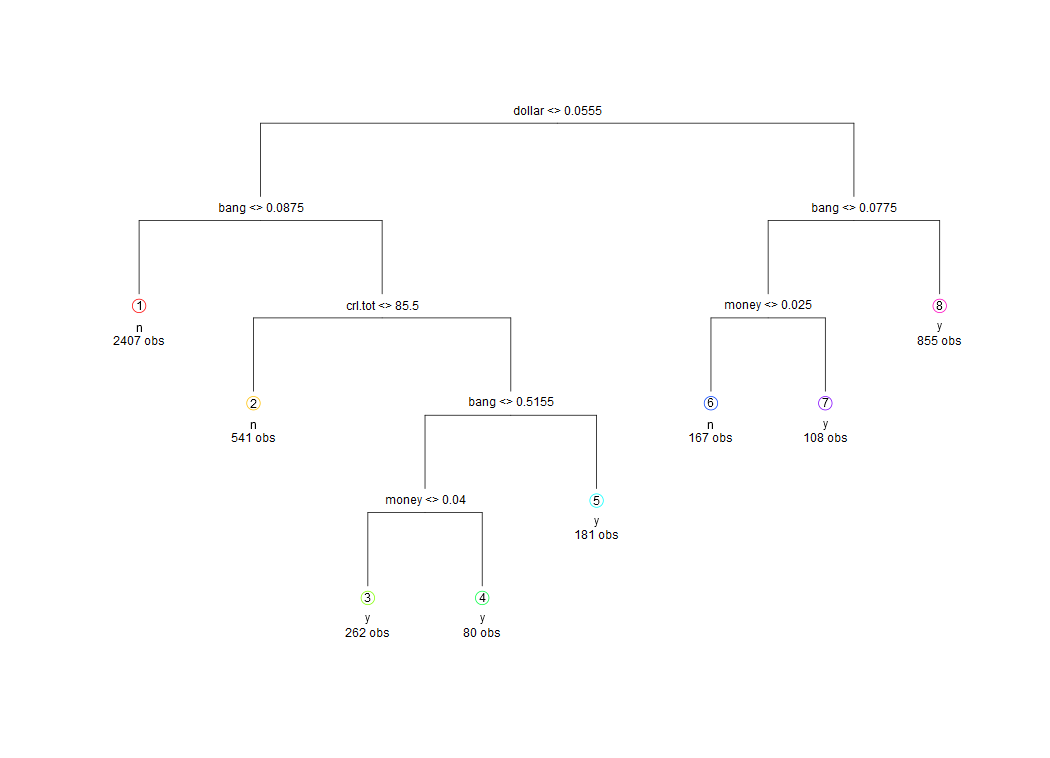 dollar <> 0.0555
bang <> 0.0875
bang <> 0.0775
1
n
2407 obs
crl.tot <> 85.5
money <> 0.025
8
y
855 obs
2
n
541 obs
bang <> 0.5155
6
n
167 obs
7
y
108 obs
money <> 0.04
5
y
181 obs
3
y
262 obs
4
y
80 obs